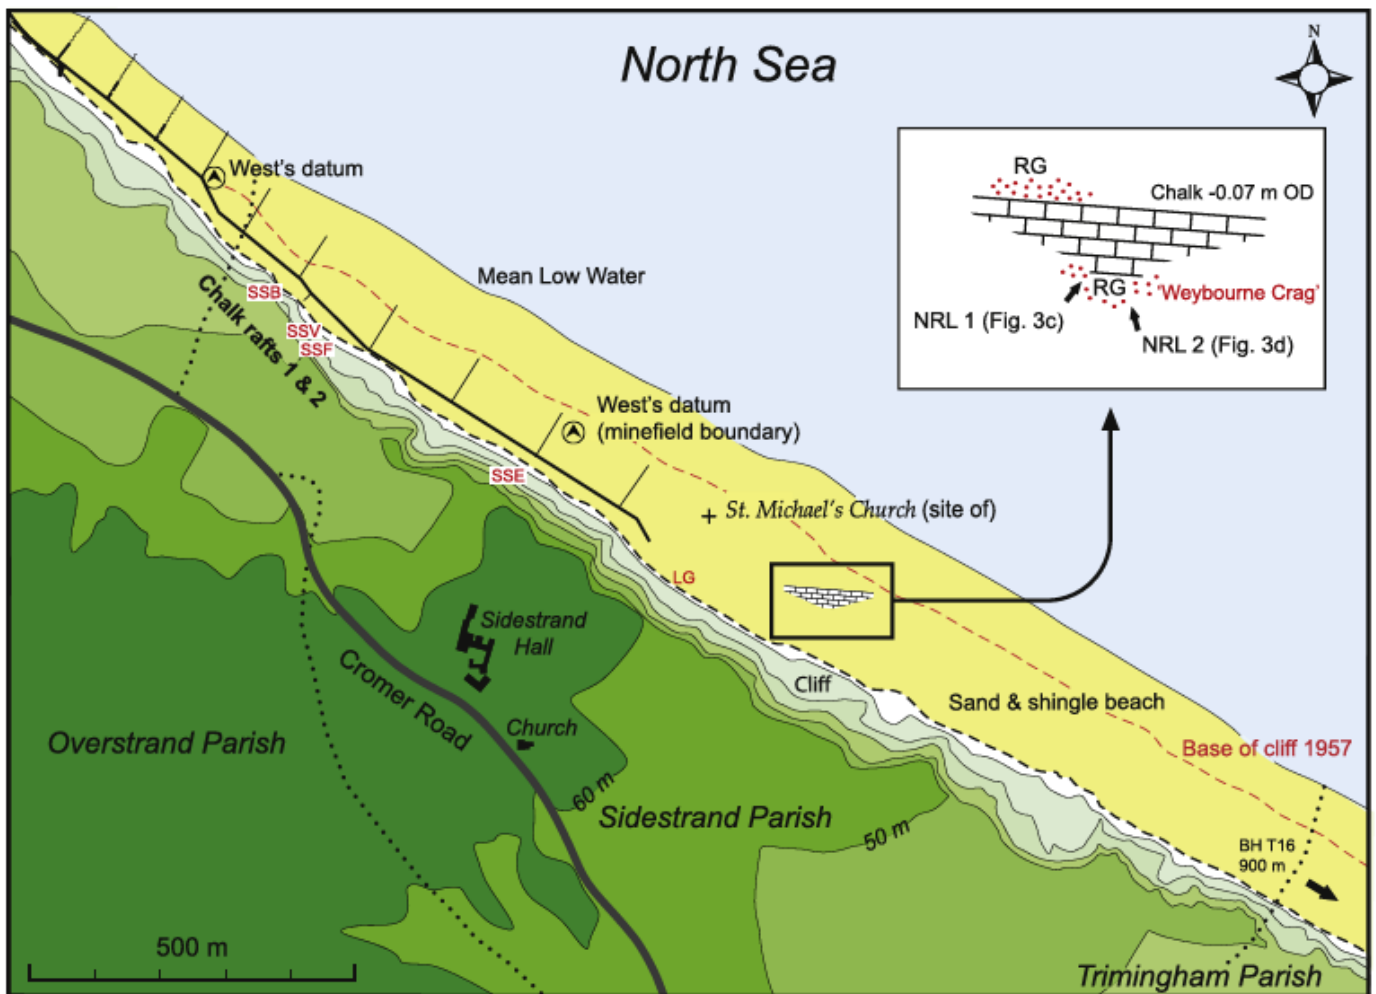 North Sea
N
West's datum
RG
Chalk -0.07 m OD
Mean Low Water
SSB
RG
'Weybourne Crag'
NRL 1 (Fig. 3c)
NRL 2 (Fig. 3d)
SSV
SSF
Chalk rafts 1 & 2
West's datum
(minefield boundary)
SSE
St. Michael's Church (site of)
LG
Sidestrand
Hall
Cliff
Cromer Road
Sand & shingle beach
Church
Overstrand Parish
Base of cliff 1957
60 m
Sidestrand Parish
50 m
BH T16
900 m
500 m
Trimingham Parish